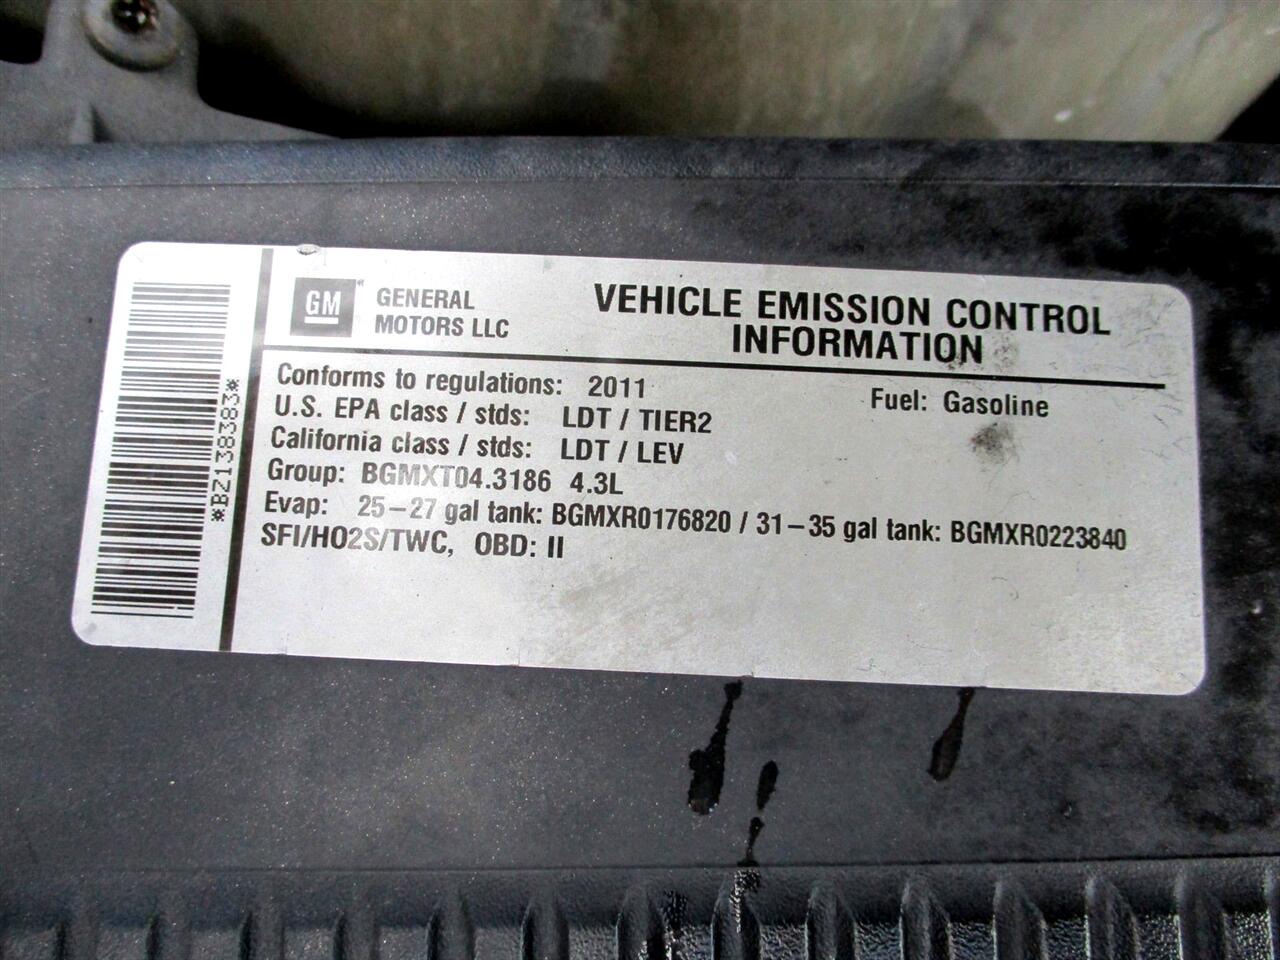 *BZ138383*
GM
GENERAL
MOTORS LLC
VEHICLE EMISSION CONTROL
INFORMATION
Conforms to regulations: 2011 Fuel: Gasoline
U.S. EPA class / stds: LDT / TIER2
California class / stds: LDT / LEV
Group: BGMXT04.3186 4.3L
Evap: 25-27 gal tank: BGMXR0176820 / 31-35 gal tank: BGMXR0223840
SFI/HO2S/TWC, OBD: II